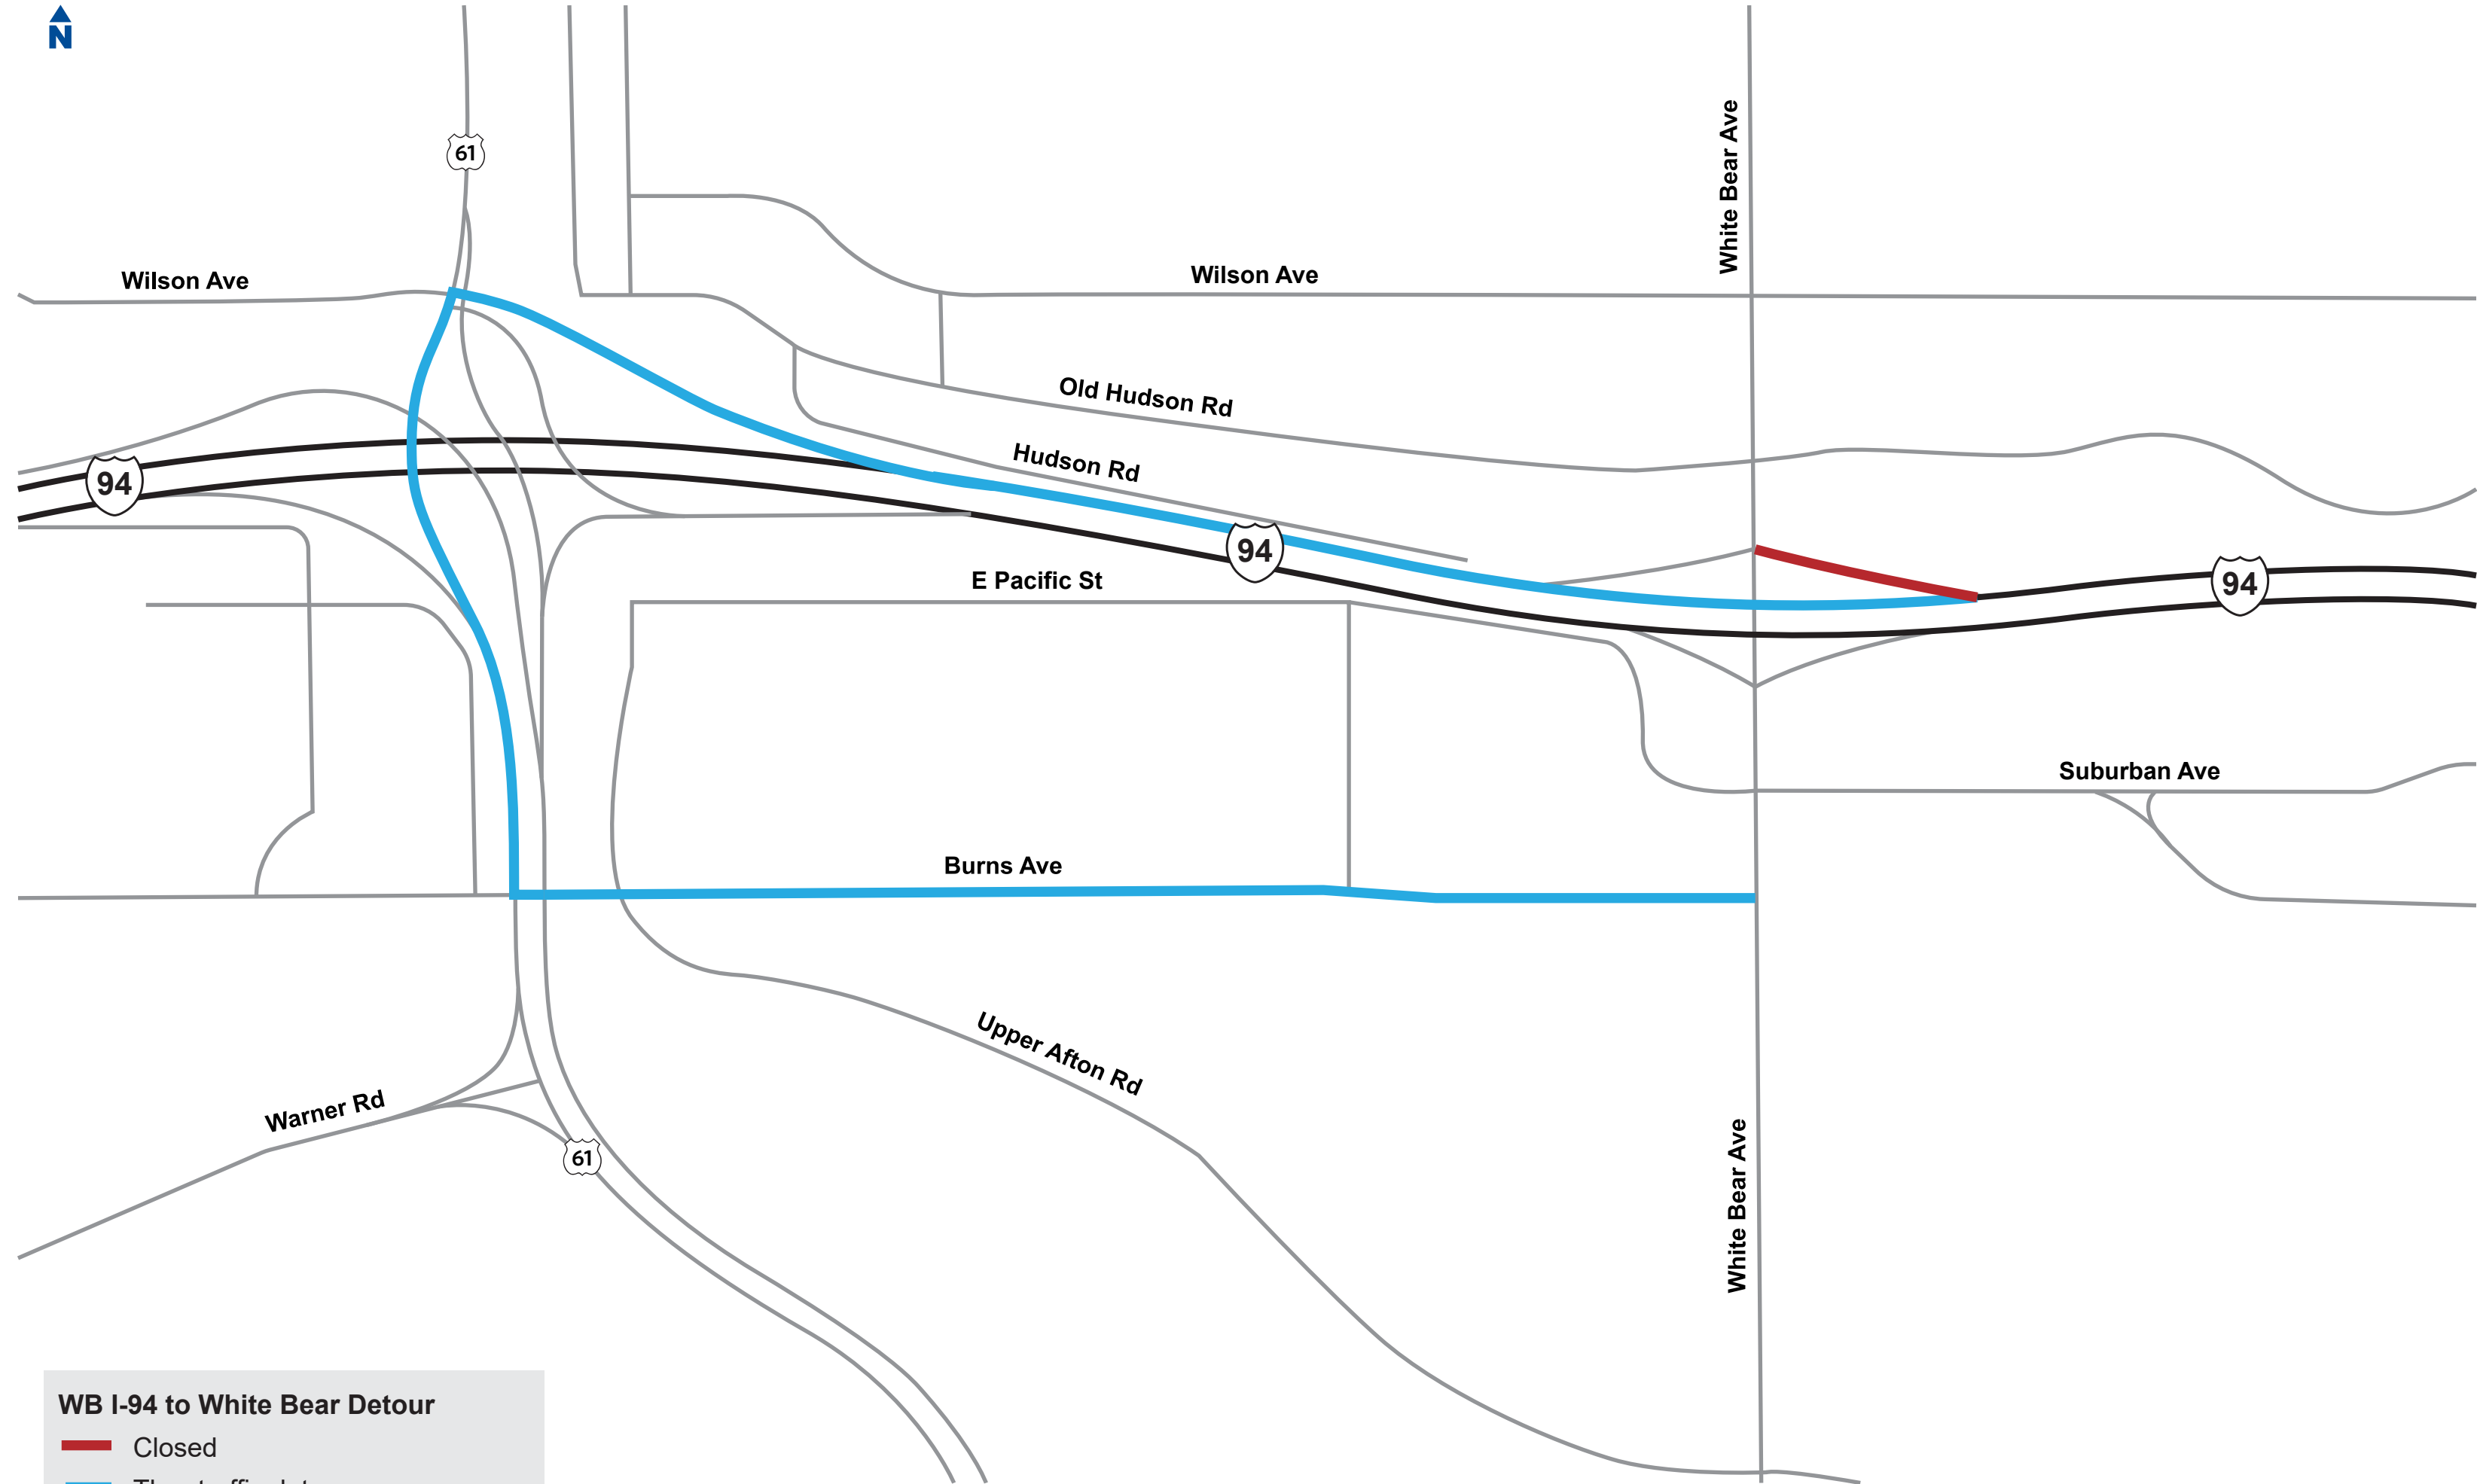 N
61
White Bear Ave
Wilson Ave
Wilson Ave
Old Hudson Rd
Hudson Rd
94
94
94
E Pacific St
Suburban Ave
Burns Ave
Upper Afton Rd
Warner Rd
61
White Bear Ave
WB I-94 to White Bear Detour
Closed